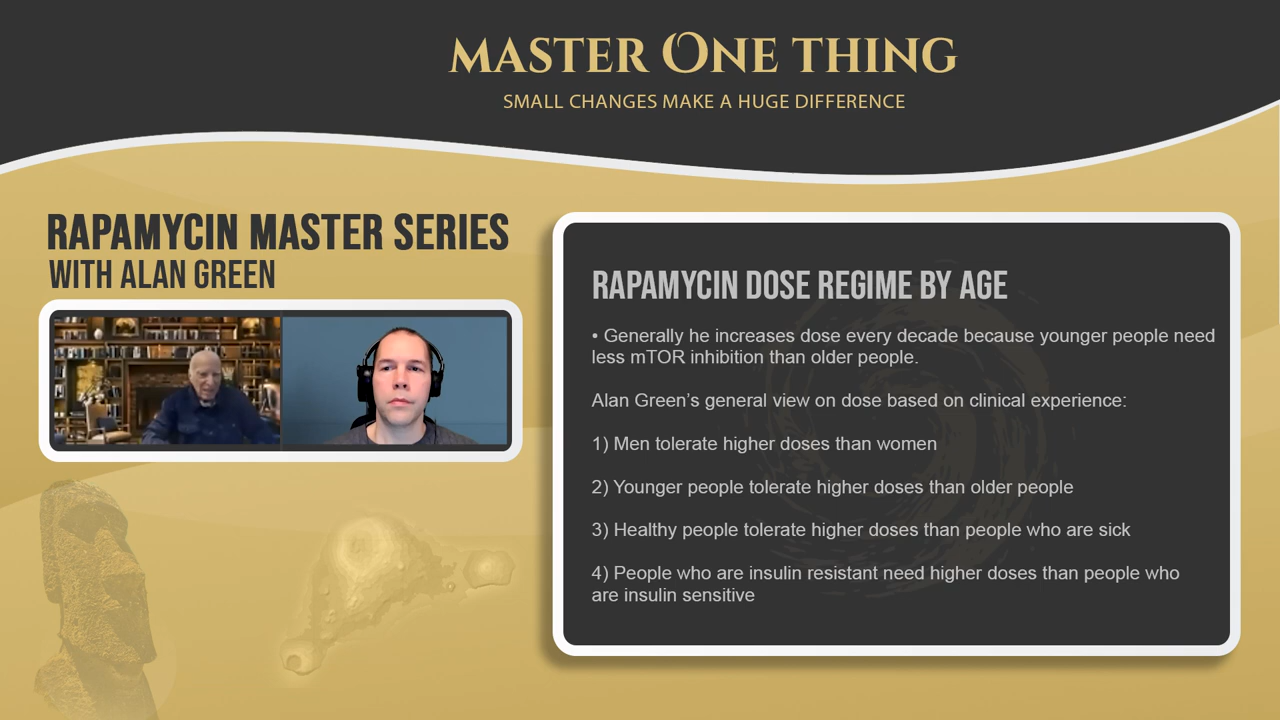 MASTER ONE THING
SMALL CHANGES MAKE A HUGE DIFFERENCE
RAPAMYCIN MASTER SERIES
WITH ALAN GREEN
RAPAMYCIN DOSE REGIME BY AGE
• Generally he increases dose every decade because younger people need
less mTOR inhibition than older people.
Alan Green’s general view on dose based on clinical experience:
1) Men tolerate higher doses than women
2) Younger people tolerate higher doses than older people
3) Healthy people tolerate higher doses than people who are sick
4) People who are insulin resistant need higher doses than people who
are insulin sensitive